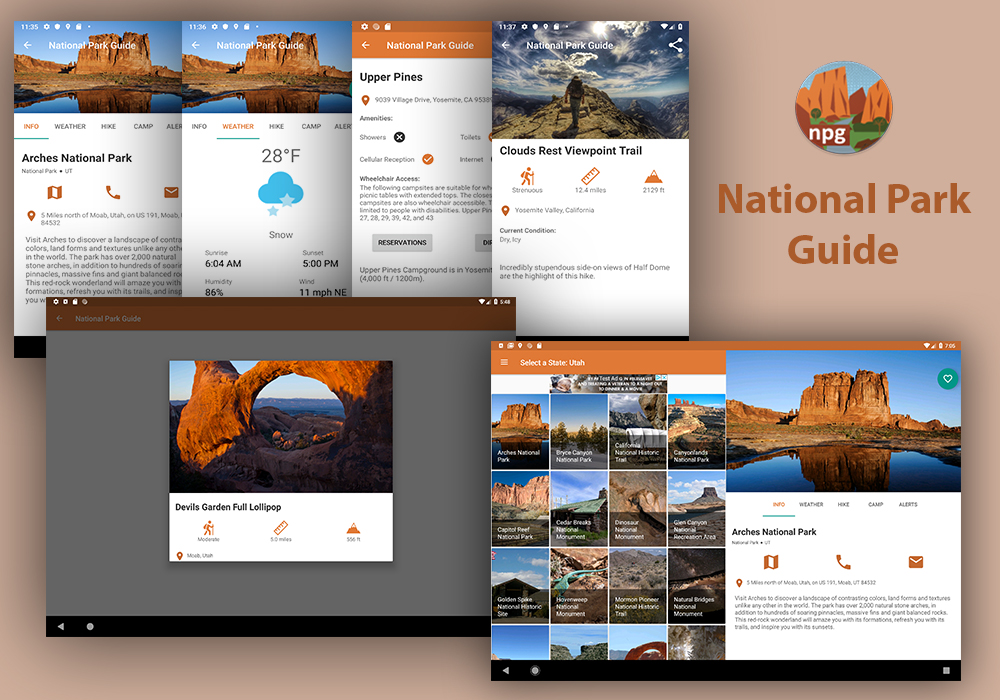 11:35
National Park Guide
INFO WEATHER HIKE CAMP ALER
Arches National Park
National Park • UT
5 Miles north of Moab, Utah, on US 191, Moab,
84532
Visit Arches to discover a landscape of contra
colors, land forms and textures unlike any othe
in the world. The park has over 2,000 natural
stone arches, in addition to hundreds of soarin
pinnacles, massive fins and giant balanced roc
This red-rock wonderland will amaze you with
formations, refresh you with its trails, and insp
you w
11:36
National Park Guide
INFO WEATHER HIKE CAMP ALER
28°F
Snow
Sunrise Sunset
6:04 AM 5:00 PM
Humidity Wind
86% 11 mph NE
National Park Guide
Upper Pines
9039 Village Drive, Yosemite, CA 95389
Amenities:
Showers Toilets
Cellular Reception Internet
Wheelchair Access:
The following campsites are suitable for wh
picnic tables with extended tops. The closes
campsites are also wheelchair accessible. T
limited to people with disabilities. Upper Pin
27, 28, 29, 39, 42, and 43
RESERVATIONS DIR
Upper Pines Campground is in Yosemit
(4,000 ft / 1200m).
11:37
National Park Guide
Clouds Rest Viewpoint Trail
Strenuous 12.4 miles 2129 ft
Yosemite Valley, California
Current Condition:
Dry, Icy
Incredibly stupendous side-on views of Half Dome
are the highlight of this hike.
npg
National Park
Guide
5:48
National Park Guide
Devils Garden Full Lollipop
Moderate 5.0 miles 556 ft
Moab, Utah
7:05
Select a State: Utah
Test Ad
AND TREATING A VETERAN TO A NIGHT OUT
TO DINNER & A MOVIE
Arches National
Park
Bryce Canyon
National Park
California
National Historic
Trail
Canyonlands
National Park
Capitol Reef
National Park
Cedar Breaks
National
Monument
Dinosaur
National
Monument
Glen Canyon
National
Recreation Area
Golden Spike
National Historic
Site
Hovenweep
National
Monument
Mormon Pioneer
National Historic
Trail
Natural Bridges
National
Monument
INFO WEATHER HIKE CAMP ALERTS
Arches National Park
National Park • UT
5 Miles north of Moab, Utah, on US 191, Moab, UT 84532
Visit Arches to discover a landscape of contrasting colors, land forms and textures
unlike any other in the world. The park has over 2,000 natural stone arches, in
addition to hundreds of soaring pinnacles, massive fins and giant balanced rocks.
This red-rock wonderland will amaze you with its formations, refresh you with its
trails, and inspire you with its sunsets.